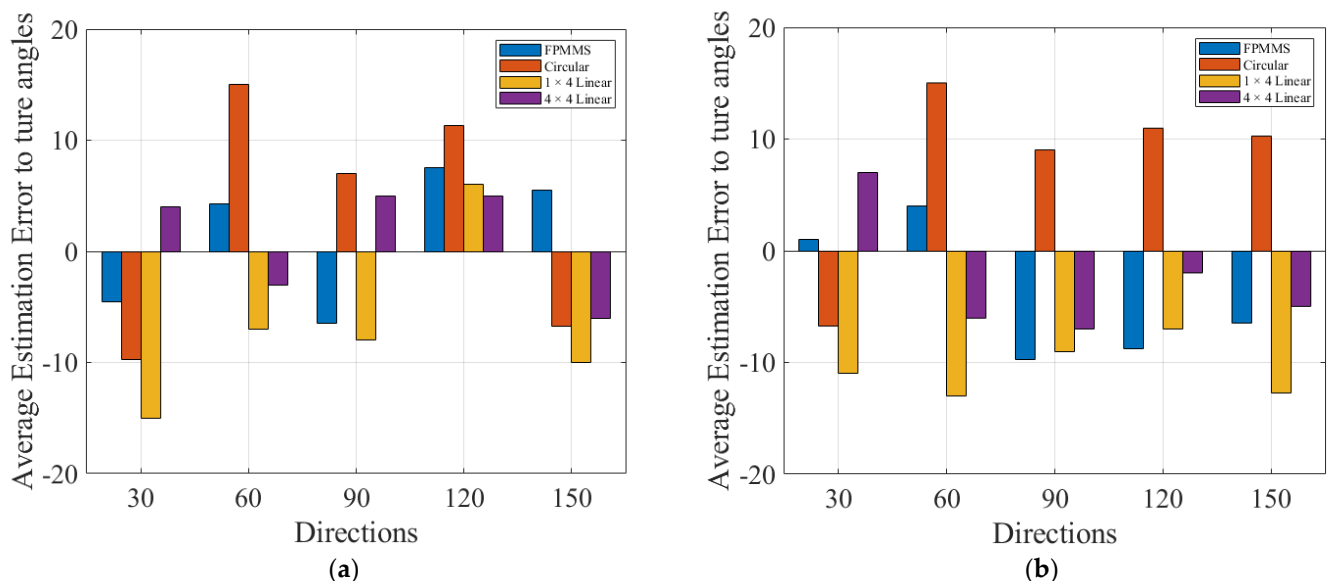 Average Estimation Error to ture angles
20
10
0
-10
-20
FPMMS
Circular
1 × 4 Linear
4 × 4 Linear
30 60 90 120 150
Directions
(a)
Average Estimation Error to ture angles
20
10
0
-10
-20
FPMMS
Circular
1 × 4 Linear
4 × 4 Linear
30 60 90 120 150
Directions
(b)